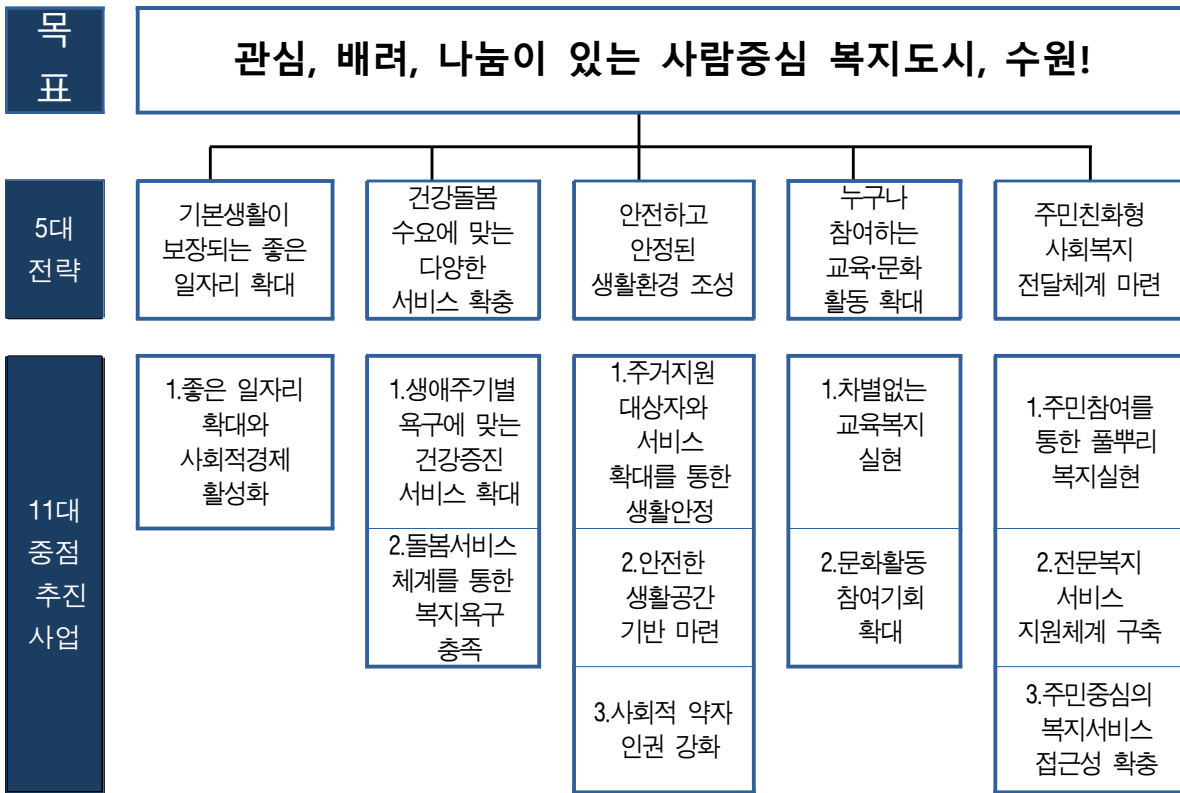 목
표
관심, 배려, 나눔이 있는 사람중심 복지도시, 수원!
5대
전략
기본생활이
보장되는 좋은
일자리 확대
건강돌봄
수요에 맞는
다양한
서비스 확충
안전하고
안정된
생활환경 조성
누구나
참여하는
교육·문화
활동 확대
주민친화형
사회복지
전달체계 마련
11대
중점
추진
사업
1.좋은 일자리
확대와
사회적경제
활성화
1.생애주기별
욕구에 맞는
건강증진
서비스 확대
2.돌봄서비스
체계를 통한
복지욕구
충족
1.주거지원
대상자와
서비스
확대를 통한
생활안정
2.안전한
생활공간
기반 마련
3.사회적 약자
인권 강화
1.차별없는
교육복지
실현
2.문화활동
참여기회
확대
1.주민참여를
통한 풀뿌리
복지실현
2.전문복지
서비스
지원체계 구축
3.주민중심의
복지서비스
접근성 확충